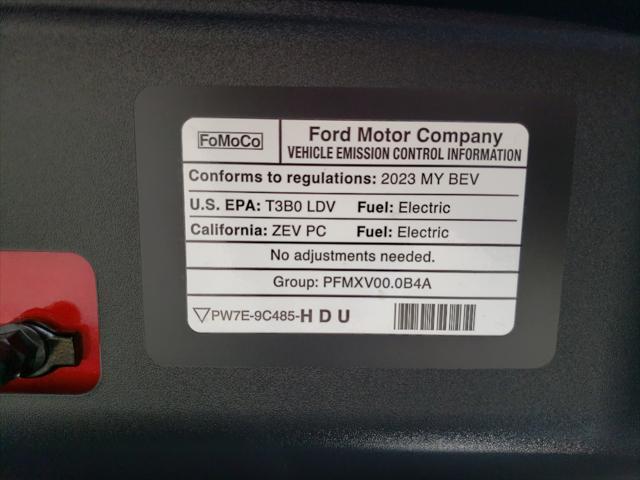 FoMoCo
Ford Motor Company
VEHICLE EMISSION CONTROL INFORMATION
Conforms to regulations: 2023 MY BEV
U.S. EPA: T3B0 LDV Fuel: Electric
California: ZEV PC Fuel: Electric
No adjustments needed.
Group: PFMXV00.0B4A
▽PW7E-9C485-HDU